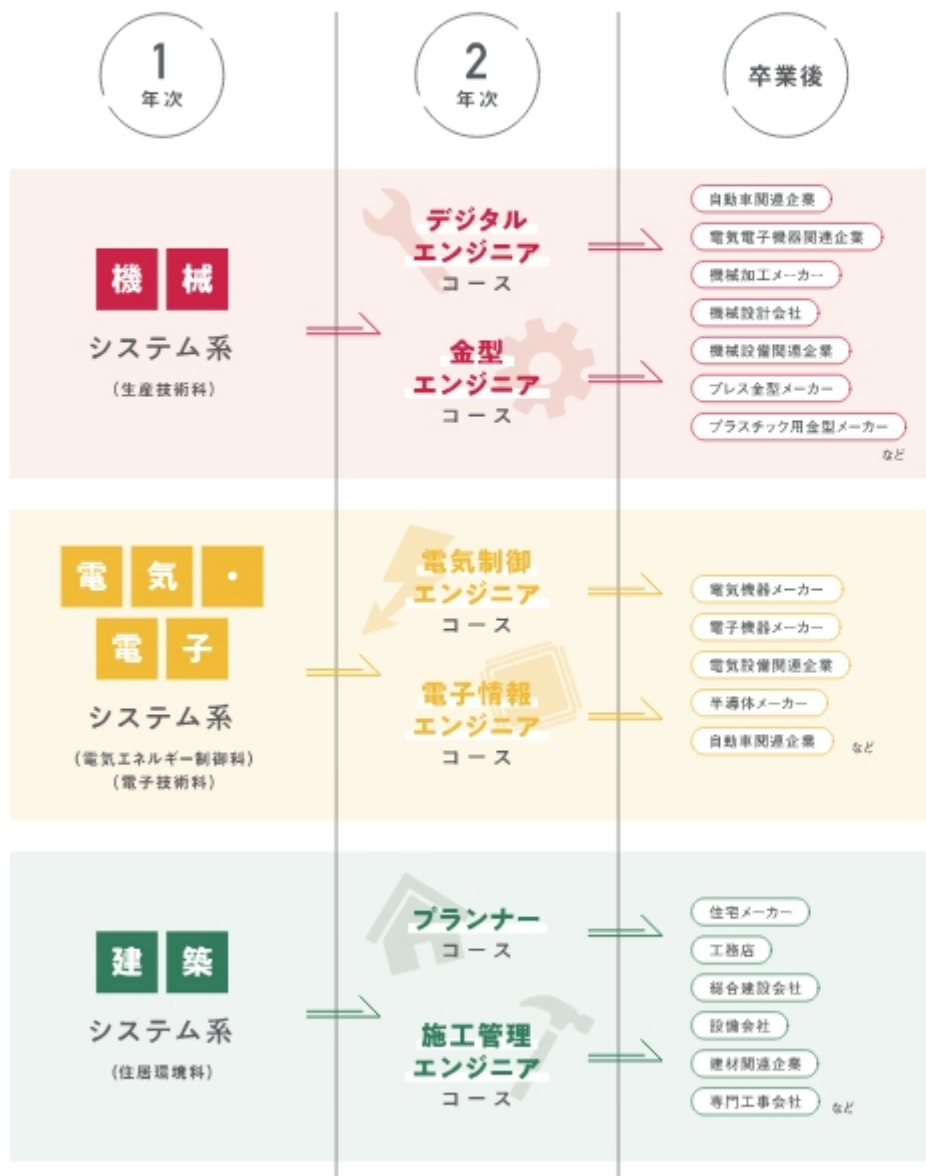 1
年次
2
年次
卒業後
機械
システム系
（生産技術科）
デジタル
エンジニア
コース
金型
エンジニア
コース
自動車関連企業
電気電子機器関連企業
機械加工メーカー
機械設計会社
機械設備関連企業
プレス金型メーカー
プラスチック用金型メーカー
など
電気・
電子
システム系
（電気エネルギー制御科）
（電子技術科）
電気制御
エンジニア
コース
電子情報
エンジニア
コース
電気機器メーカー
電子機器メーカー
電気設備関連企業
半導体メーカー
自動車関連企業
など
建築
システム系
（住居環境科）
プランナー
コース
施工管理
エンジニア
コース
住宅メーカー
工務店
総合建設会社
設備会社
建材関連企業
専門工事会社
など